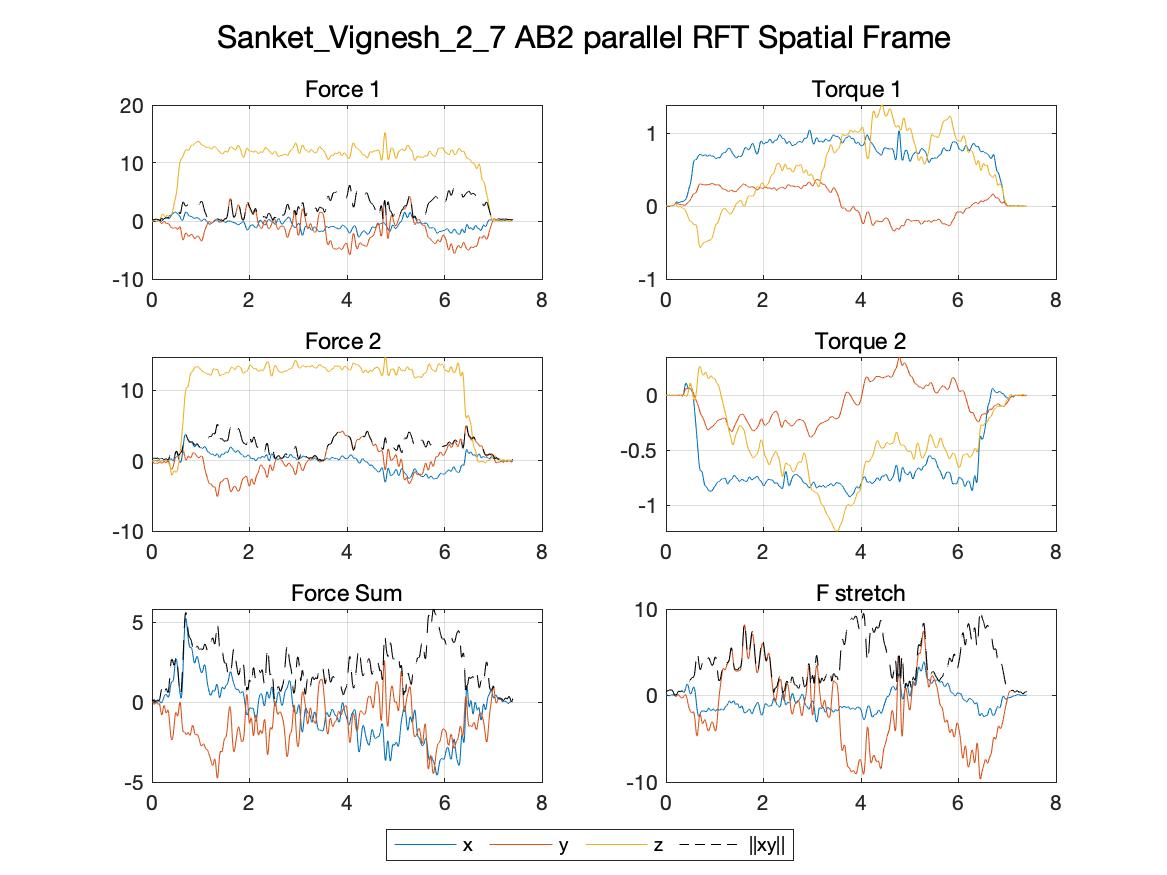 Sanket_Vignesh_2_7 AB2 parallel RFT Spatial Frame
Force 1
20
10
0
-10
0 2 4 6 8
Torque 1
1
0
-1
0 2 4 6 8
Force 2
10
0
-10
0 2 4 6 8
Torque 2
0
-0.5
-1
0 2 4 6 8
Force Sum
5
0
-5
0 2 4 6 8
F stretch
10
0
-10
0 2 4 6 8
x y z ||xy||